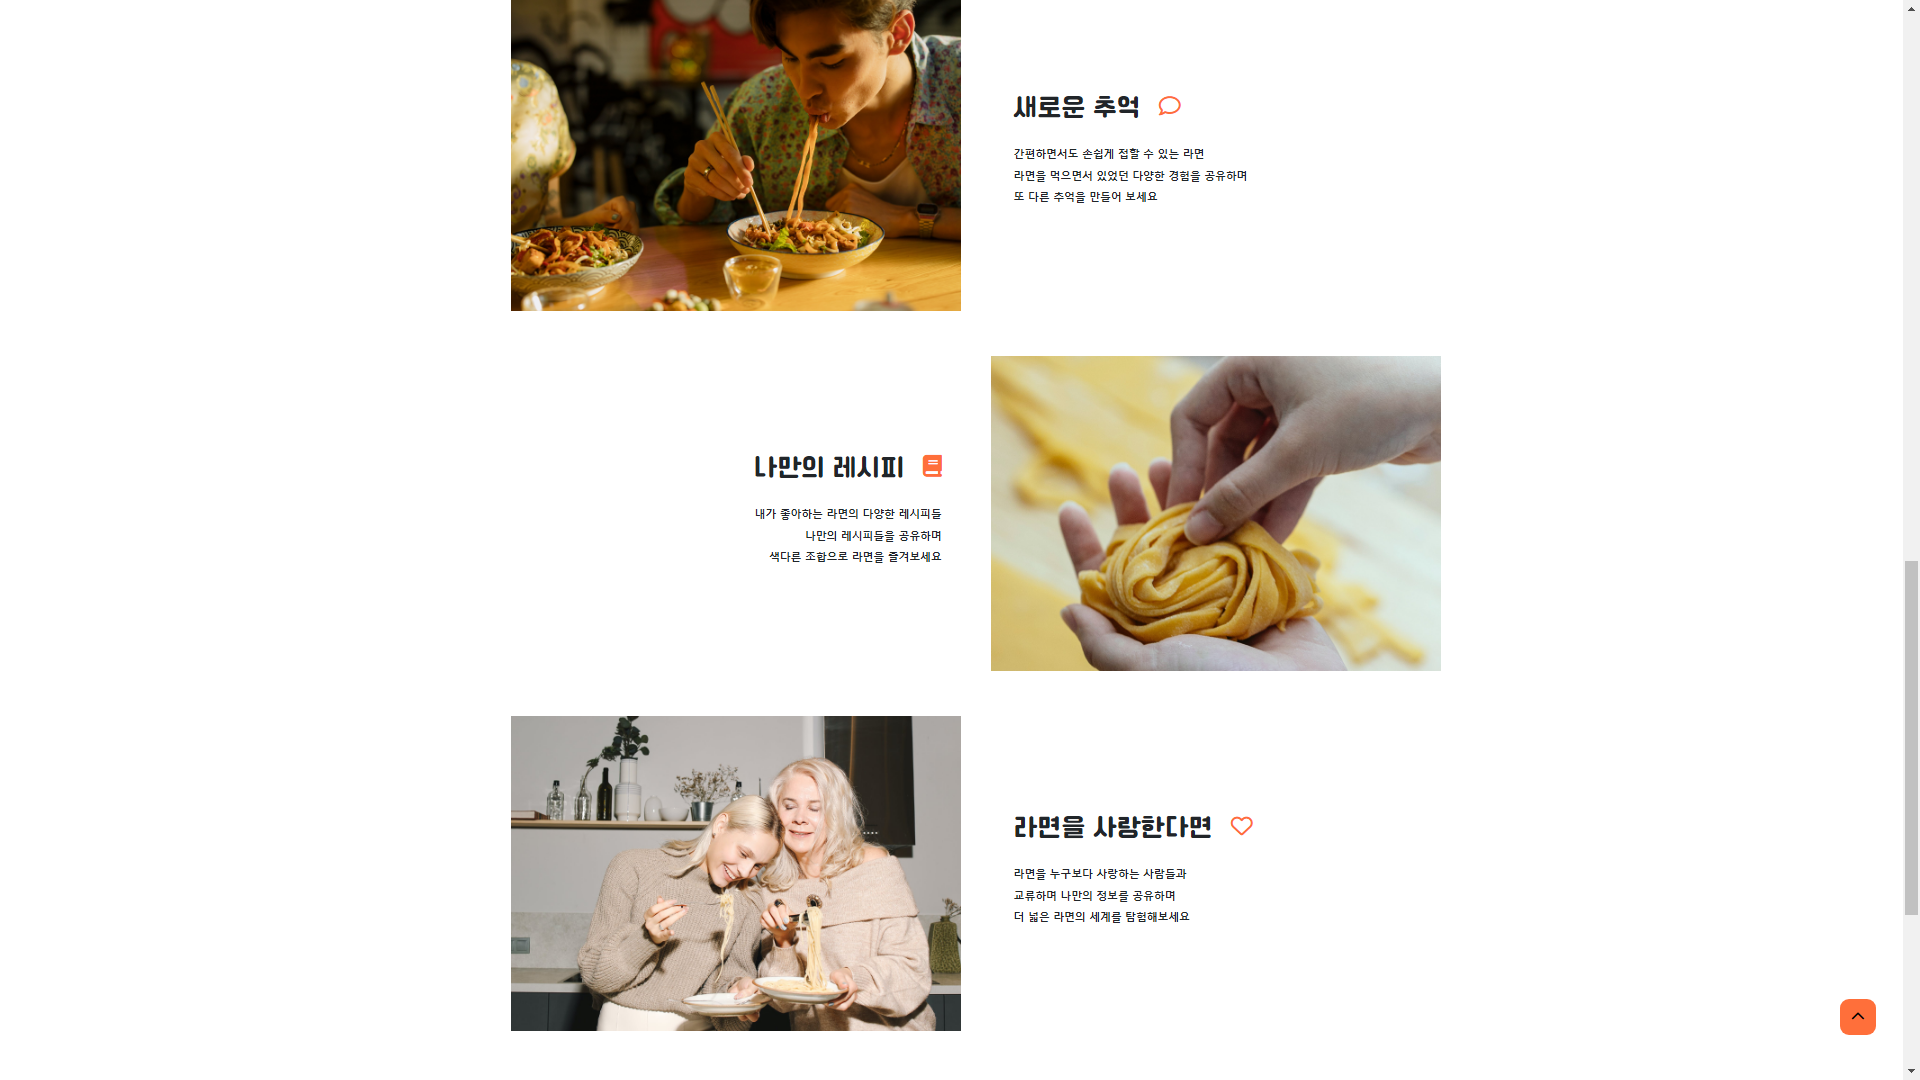 새로운 추억
간편하면서도 손쉽게 접할 수 있는 라면
라면을 먹으면서 있었던 다양한 경험을 공유하며
또 다른 추억을 만들어 보세요
나만의 레시피
내가 좋아하는 라면의 다양한 레시피들
나만의 레시피들을 공유하며
색다른 조합으로 라면을 즐겨보세요
라면을 사랑한다면
라면을 누구보다 사랑하는 사람들과
교류하며 나만의 정보를 공유하며
더 넓은 라면의 세계를 탐험해보세요